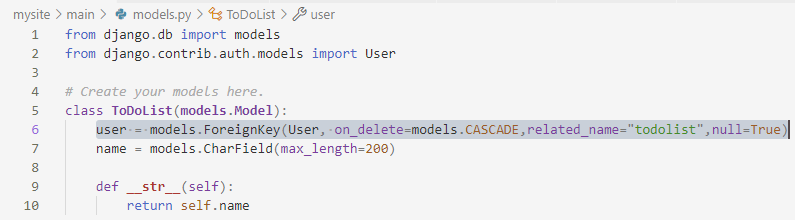 mysite > main > models.py > ToDoList > user
1 from django.db import models
2 from django.contrib.auth.models import User
3
4 # Create your models here.
5 class ToDoList(models.Model):
6 user = models.ForeignKey(User, on_delete=models.CASCADE,related_name="todolist",null=True)
7 name = models.CharField(max_length=200)
8
9 def __str__(self):
10 return self.name